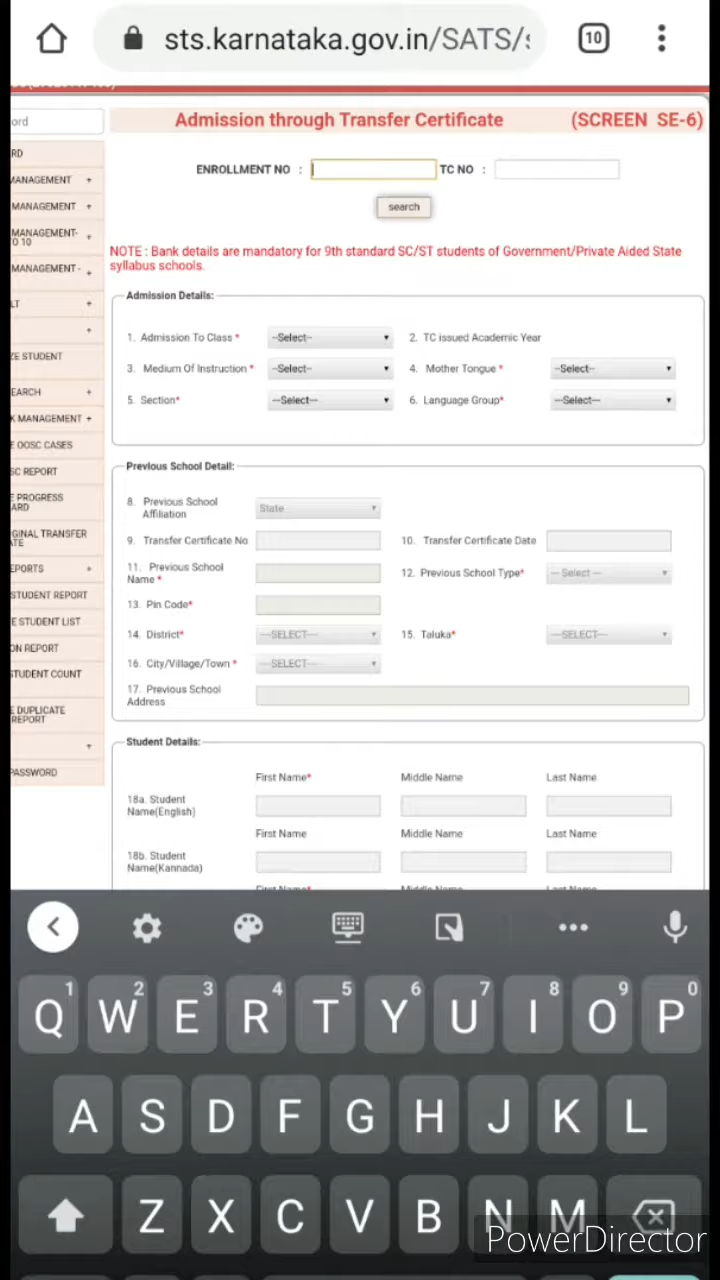 10
sts.karnataka.gov.in/SATS/s
ord
Admission through Transfer Certificate (SCREEN SE-6)
RD
MANAGEMENT +
MANAGEMENT +
MANAGEMENT-
O 10 +
MANAGEMENT - +
LT +
+
ZE STUDENT
EARCH +
K MANAGEMENT +
E OOSC CASES
SC REPORT
E PROGRESS
ARD
GINAL TRANSFER
ATE
EPORTS +
STUDENT REPORT
E STUDENT LIST
ON REPORT
STUDENT COUNT
E DUPLICATE
REPORT
+
PASSWORD
ENROLLMENT NO : TC NO :
search
NOTE : Bank details are mandatory for 9th standard SC/ST students of Government/Private Aided State
syllabus schools.
Admission Details:
1. Admission To Class * --Select-- 2. TC issued Academic Year
3. Medium Of Instruction * --Select-- 4. Mother Tongue * --Select--
5. Section* ---Select--- 6. Language Group* ---Select---
Previous School Detail:
8. Previous School
Affiliation State
9. Transfer Certificate No 10. Transfer Certificate Date
11. Previous School
Name * 12. Previous School Type* --- Select ---
13. Pin Code*
14. District* ---SELECT--- 15. Taluka* ---SELECT---
16. City/Village/Town * ---SELECT---
17. Previous School
Address
Student Details:
First Name* Middle Name Last Name
18a. Student
Name(English)
First Name Middle Name Last Name
18b. Student
Name(Kannada)
First Name* Middle Name Last Name
1 2 3 4 5 6 7 8 9 0
Q W E R T Y U I O P
A S D F G H J K L
Z X C V B N M
PowerDirector